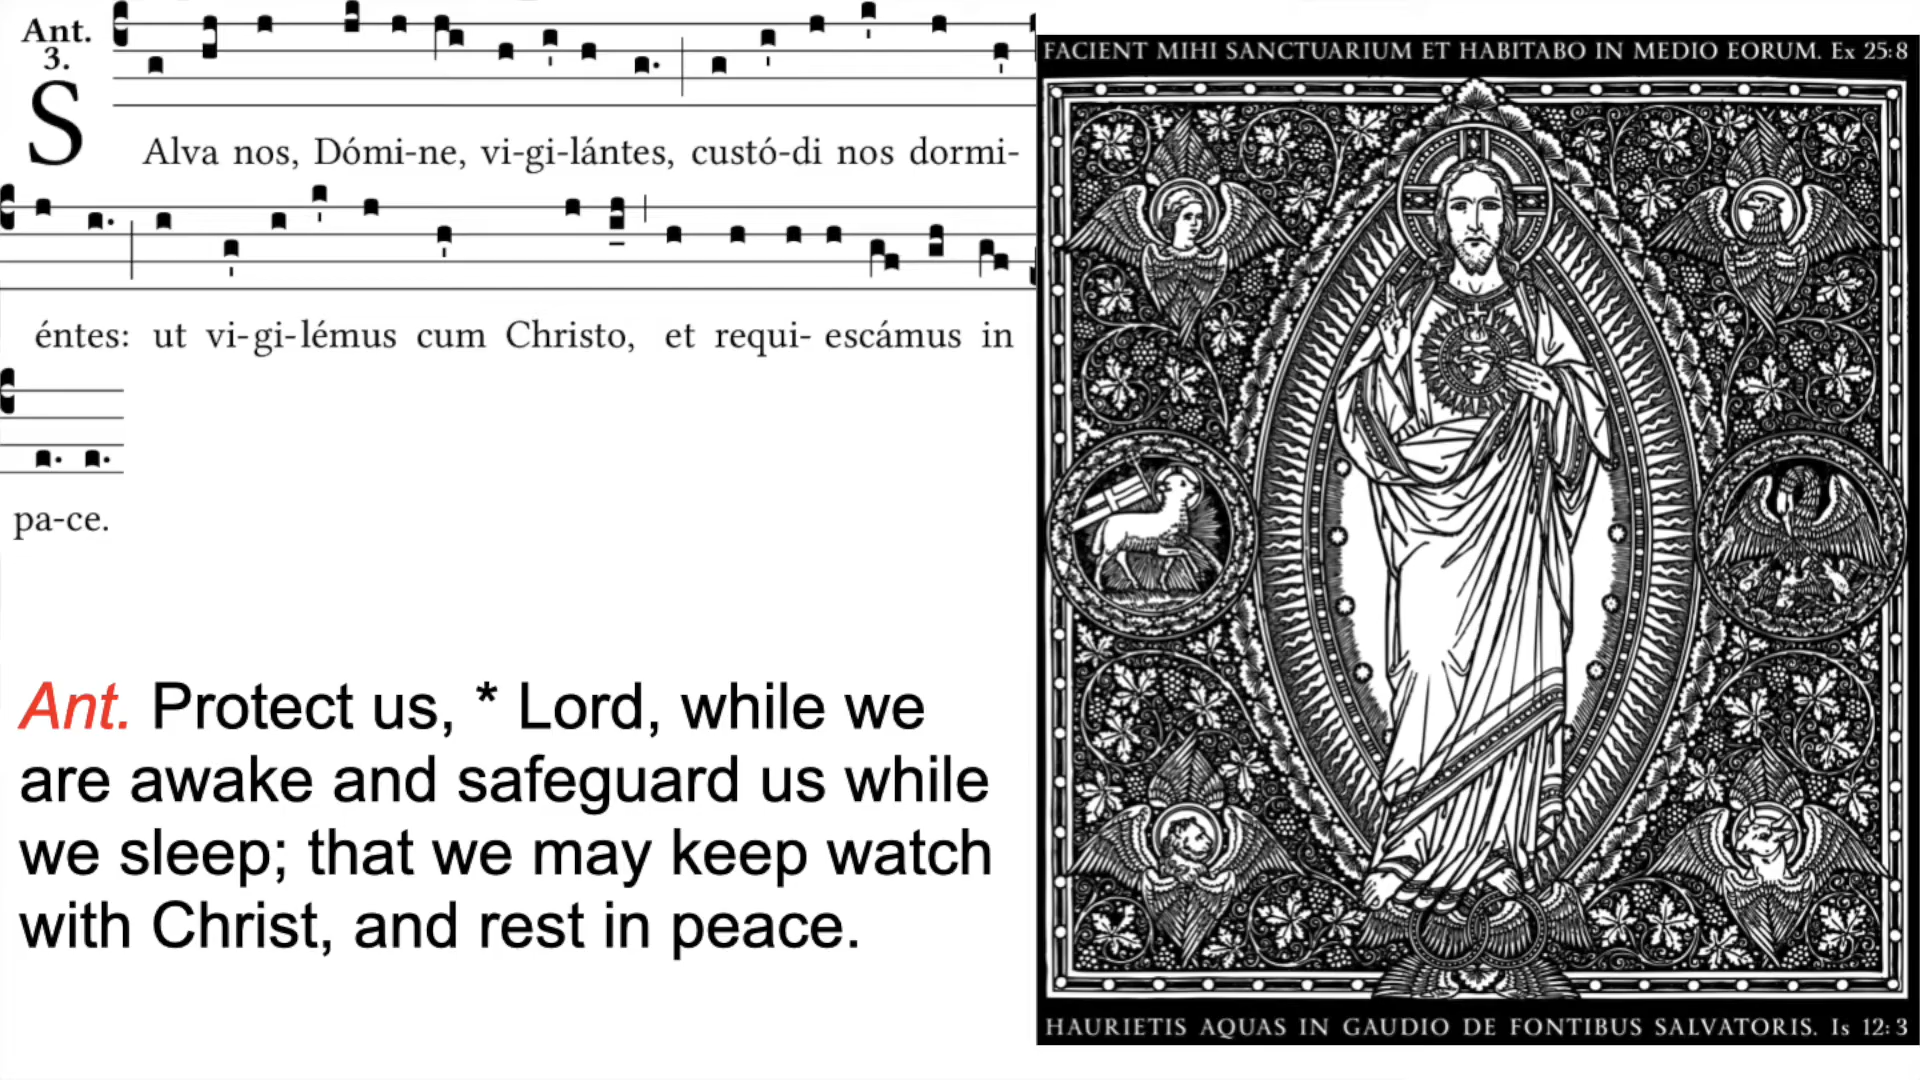 Ant.
3.
SAlva nos, Dómi-ne, vi-gi-lántes, custó-di nos dormi-
éntes: ut vi-gi-lémus cum Christo, et requi- escámus in
pa-ce.
Ant. Protect us, * Lord, while we
are awake and safeguard us while
we sleep; that we may keep watch
with Christ, and rest in peace.
FACIENT MIHI SANCTUARIUM ET HABITABO IN MEDIO EORUM. Ex 25:8
HAURIETIS AQUAS IN GAUDIO DE FONTIBUS SALVATORIS. Is 12:3